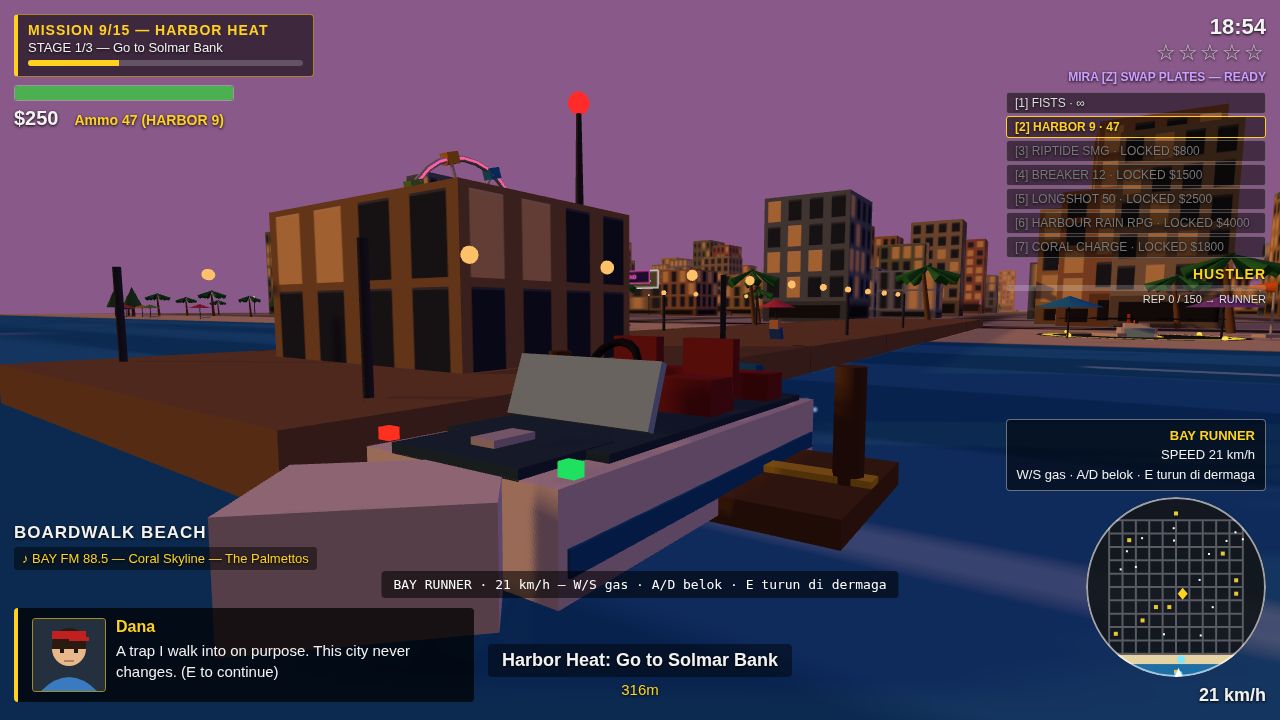 MISSION 9/15 — HARBOR HEAT
STAGE 1/3 — Go to Solmar Bank
$250
Ammo 47 (HARBOR 9)
18:54
☆☆☆☆☆
MIRA [Z] SWAP PLATES — READY
[1] FISTS · ∞
[2] HARBOR 9 · 47
[3] RIPTIDE SMG · LOCKED $800
[4] BREAKER 12 · LOCKED $1500
[5] LONGSHOT 50 · LOCKED $2500
[6] HARBOUR RAIN RPG · LOCKED $4000
[7] CORAL CHARGE · LOCKED $1800
HUSTLER
REP 0 / 150 → RUNNER
BAY RUNNER
SPEED 21 km/h
W/S gas · A/D belok · E turun di dermaga
BOARDWALK BEACH
♪ BAY FM 88.5 — Coral Skyline — The Palmettos
BAY RUNNER · 21 km/h — W/S gas · A/D belok · E turun di dermaga
Dana
A trap I walk into on purpose. This city never
changes. (E to continue)
Harbor Heat: Go to Solmar Bank
316m
21 km/h